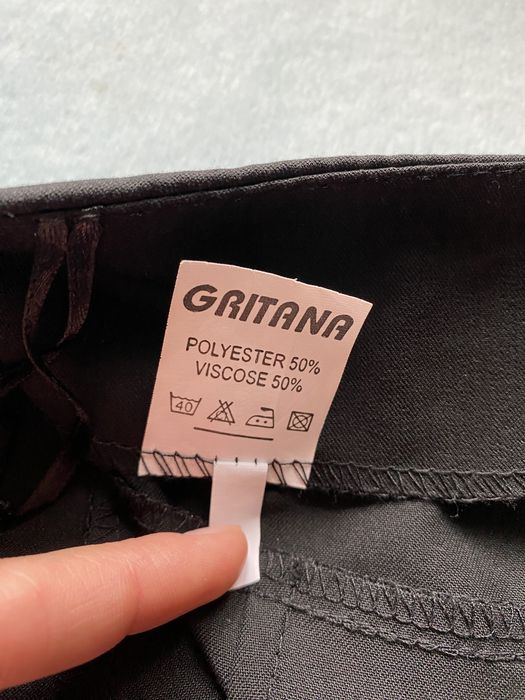 GRITANA
POLYESTER 50%
VISCOSE 50%
40